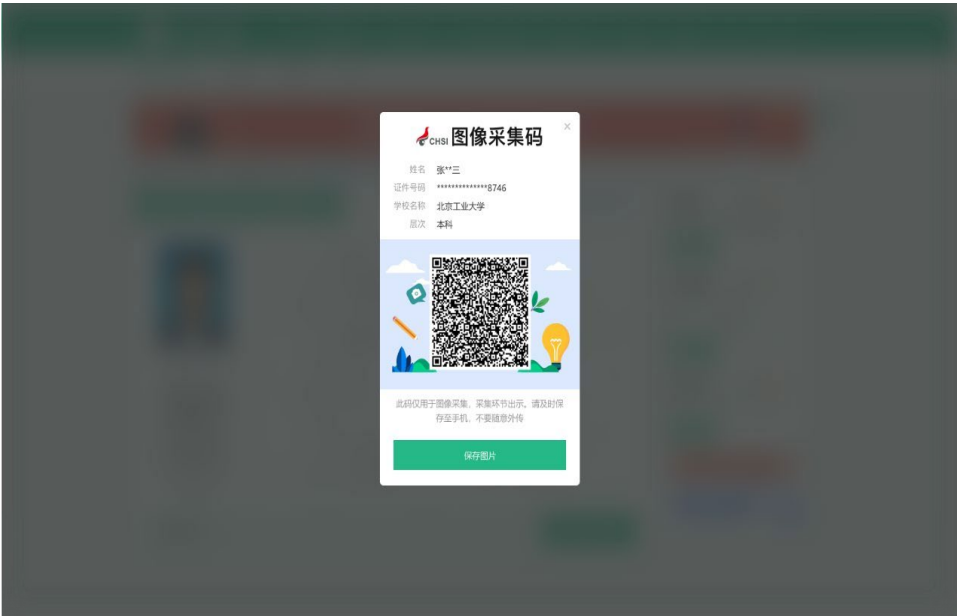 CHSI 图像采集码
×
姓名 张**三
证件号码 **************8746
学校名称 北京工业大学
层次 本科
此码仅用于图像采集，采集环节出示。请及时保
存至手机，不要随意外传
保存图片